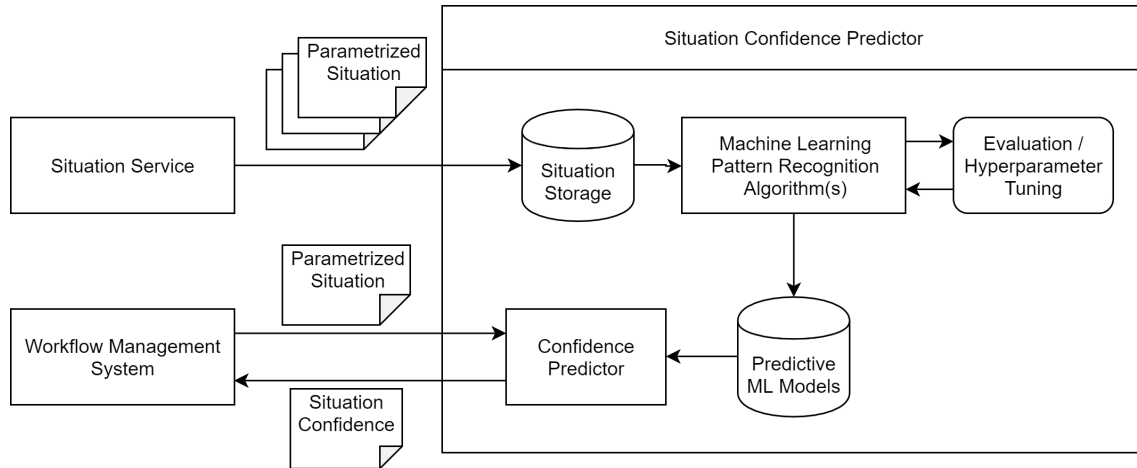 Situation Confidence Predictor
Parametrized
Situation
Situation Service
Situation
Storage
Machine Learning
Pattern Recognition
Algorithm(s)
Evaluation /
Hyperparameter
Tuning
Parametrized
Situation
Workflow Management
System
Confidence
Predictor
Predictive
ML Models
Situation
Confidence